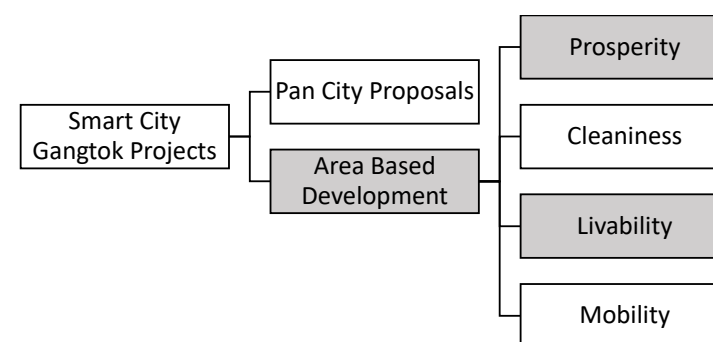 Smart City
Gangtok Projects
Pan City Proposals
Area Based
Development
Prosperity
Cleaniness
Livability
Mobility